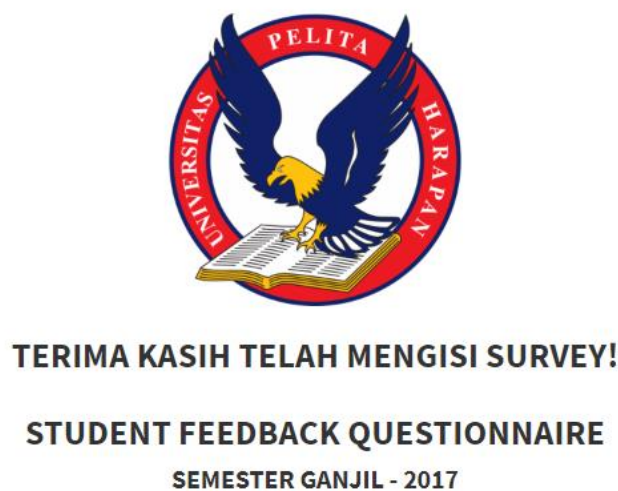 UNIVERSITAS PELITA HARAPAN
TERIMA KASIH TELAH MENGISI SURVEY!
STUDENT FEEDBACK QUESTIONNAIRE
SEMESTER GANJIL - 2017